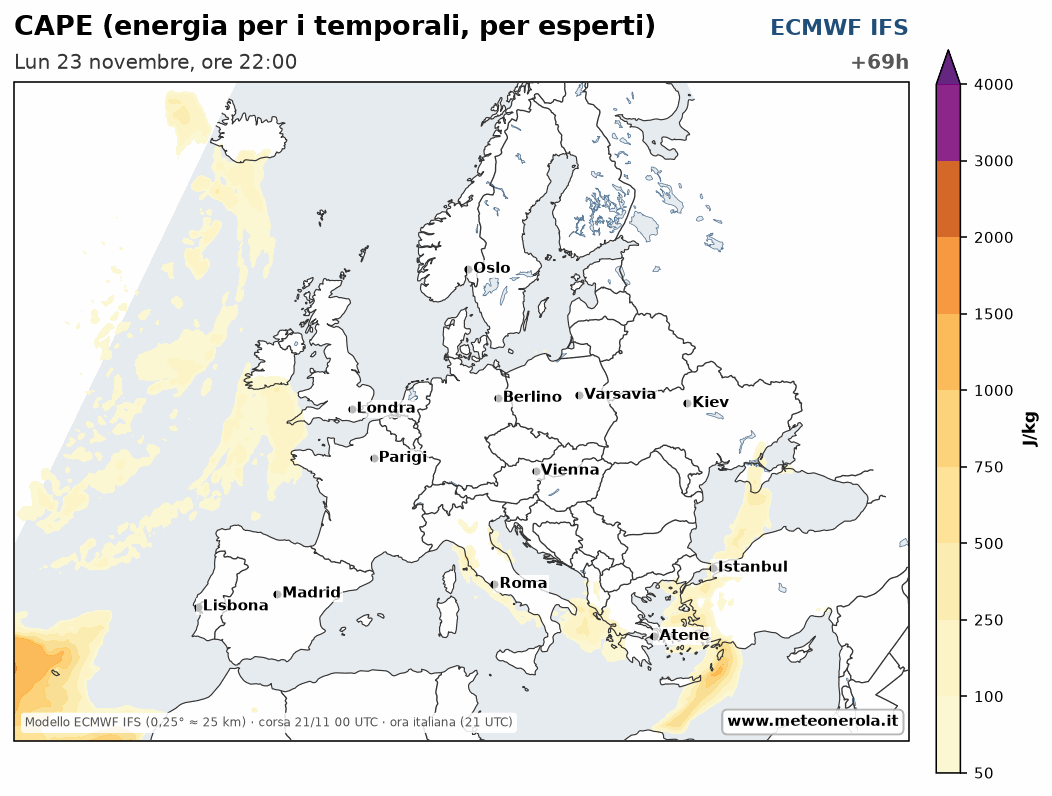 CAPE (energia per i temporali, per esperti)
ECMWF IFS
Lun 23 novembre, ore 22:00
+69h
4000
3000
2000
1500
1000
750
500
250
100
50
J/kg
Oslo
Londra
Berlino
Varsavia
Kiev
Parigi
Vienna
Istanbul
Roma
Madrid
Lisbona
Atene
Modello ECMWF IFS (0,25° ≈ 25 km) · corsa 21/11 00 UTC · ora italiana (21 UTC)
www.meteonerola.it